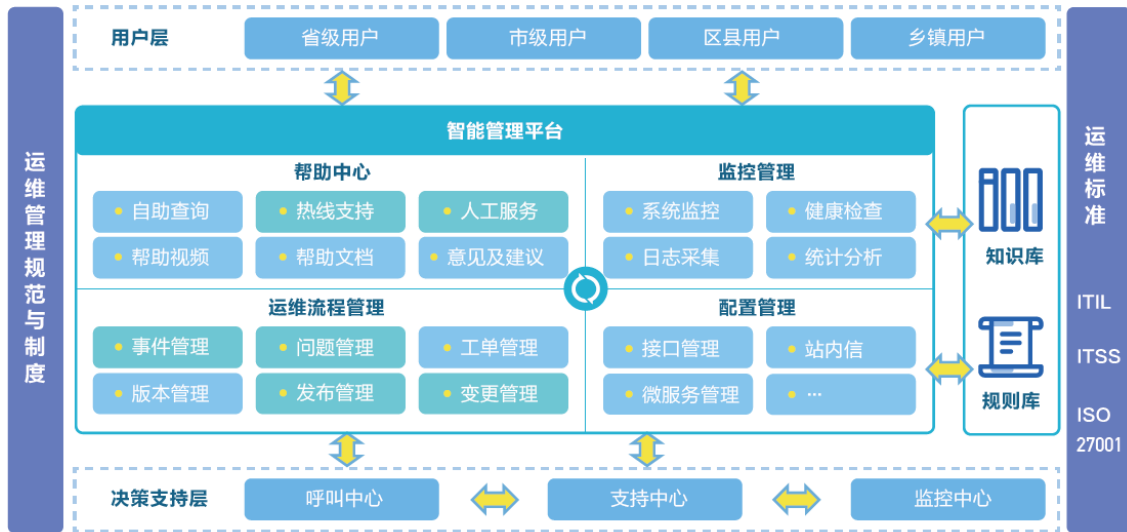 用户层
省级用户
市级用户
区县用户
乡镇用户
运维管理规范与制度
智能管理平台
帮助中心
自助查询
热线支持
人工服务
帮助视频
帮助文档
意见及建议
监控管理
系统监控
健康检查
日志采集
统计分析
运维流程管理
事件管理
问题管理
工单管理
版本管理
发布管理
变更管理
配置管理
接口管理
站内信
微服务管理
...
知识库
规则库
运维标准
ITIL
ITSS
ISO
27001
决策支持层
呼叫中心
支持中心
监控中心